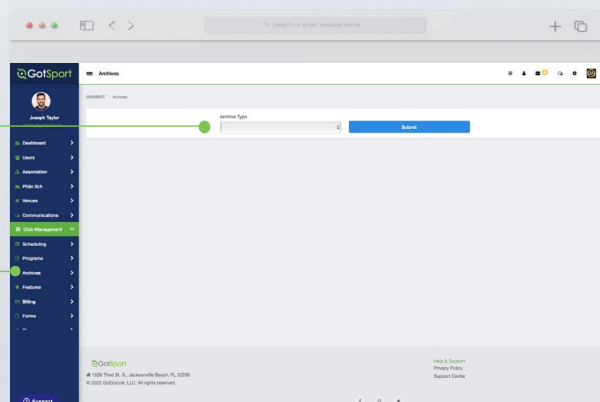 Search or enter website name
GotSport
Archives
Joseph Taylor
Archives
Archive Type
Submit
Dashboard
Users
Association
Phân tích
Venues
Communications
Club Management
Scheduling
Programs
Archives
Features
Billing
Forms
GotSport
1529 Third St. S., Jacksonville Beach, FL 32250
© 2022 GotSoccer, LLC. All rights reserved.
Help & Support
Privacy Policy
Support Center
Support